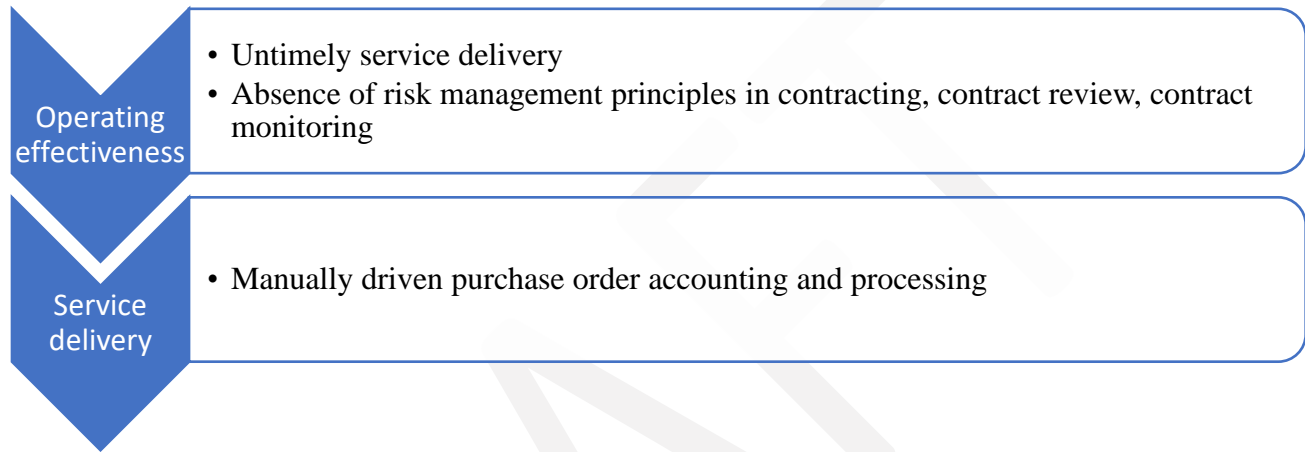 Operating
effectiveness
• Untimely service delivery
• Absence of risk management principles in contracting, contract review, contract
monitoring
Service
delivery
• Manually driven purchase order accounting and processing